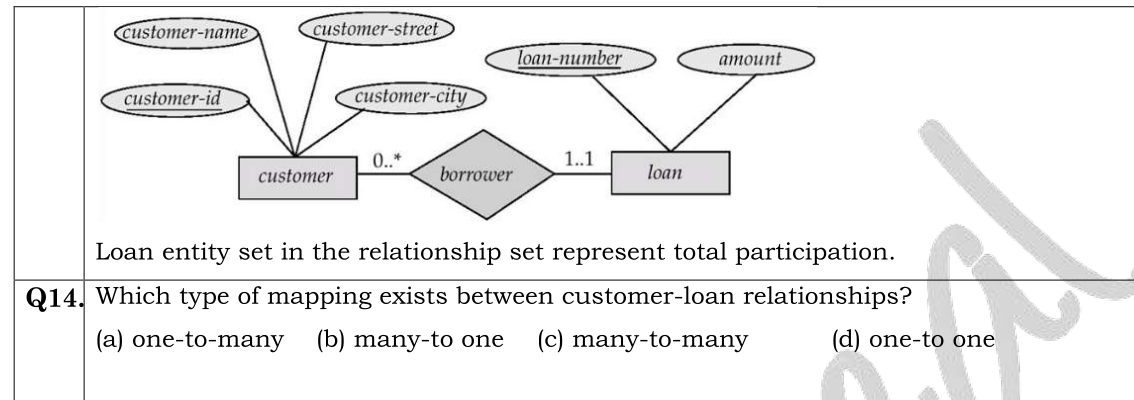 customer-name
customer-street
loan-number
amount
customer-id
customer-city
customer
0..*
borrower
1..1
loan
Loan entity set in the relationship set represent total participation.
Q14. Which type of mapping exists between customer-loan relationships?
(a) one-to-many (b) many-to one (c) many-to-many (d) one-to one